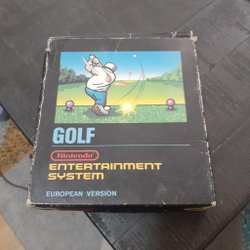 GOLF
Nintendo
ENTERTAINMENT
SYSTEM
EUROPEAN VERSION